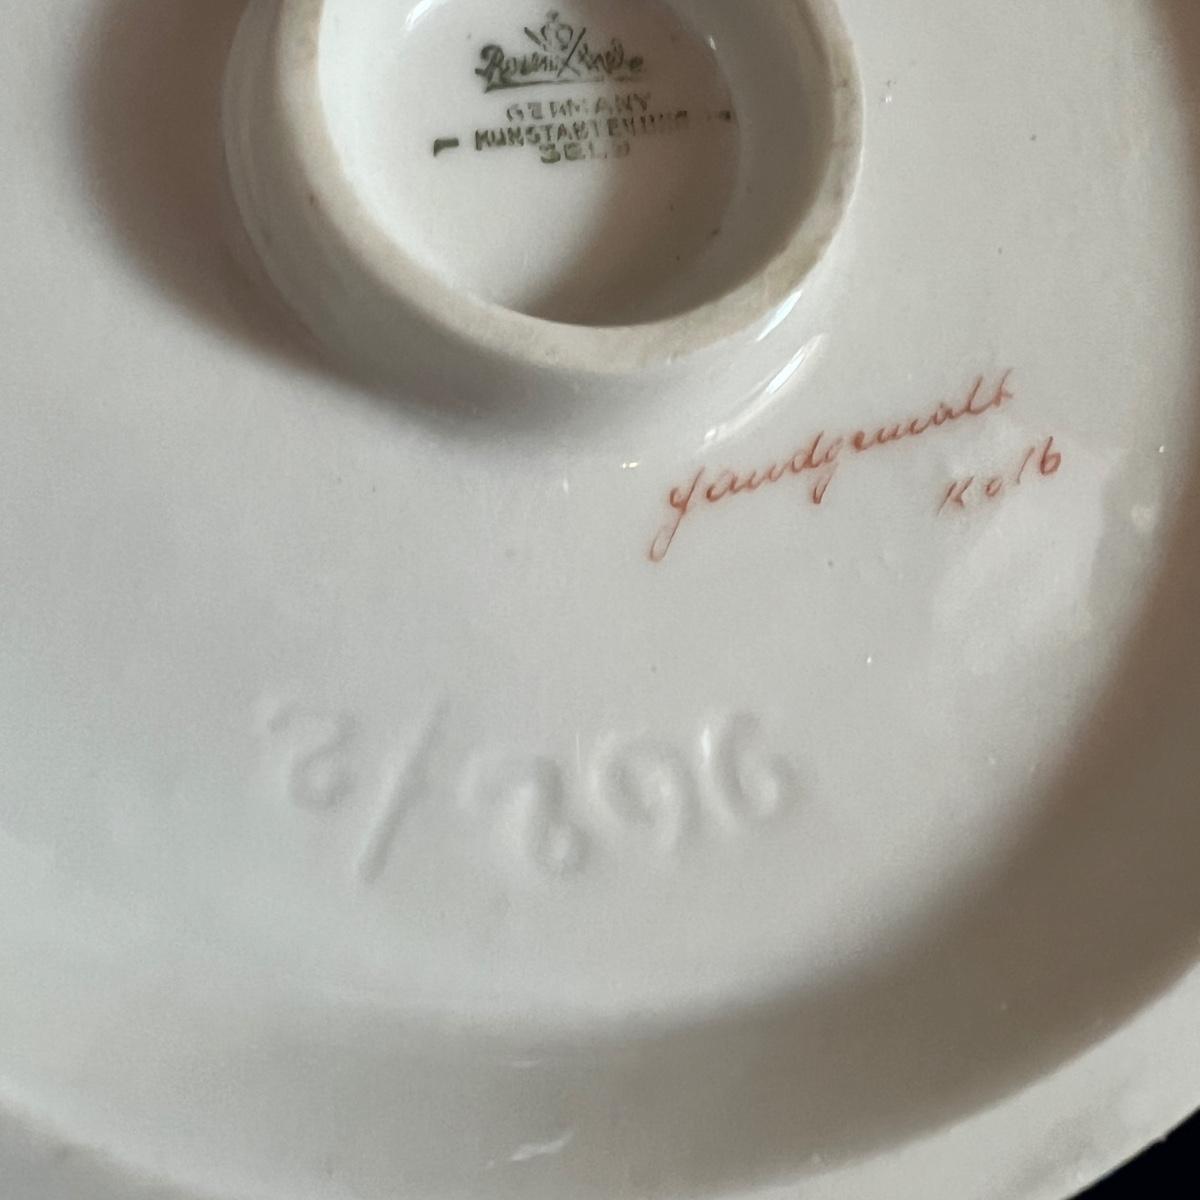 Rosenthal
GERMANY
KUNSTABTEILUNG
SELB
Handgemalt
Kolb